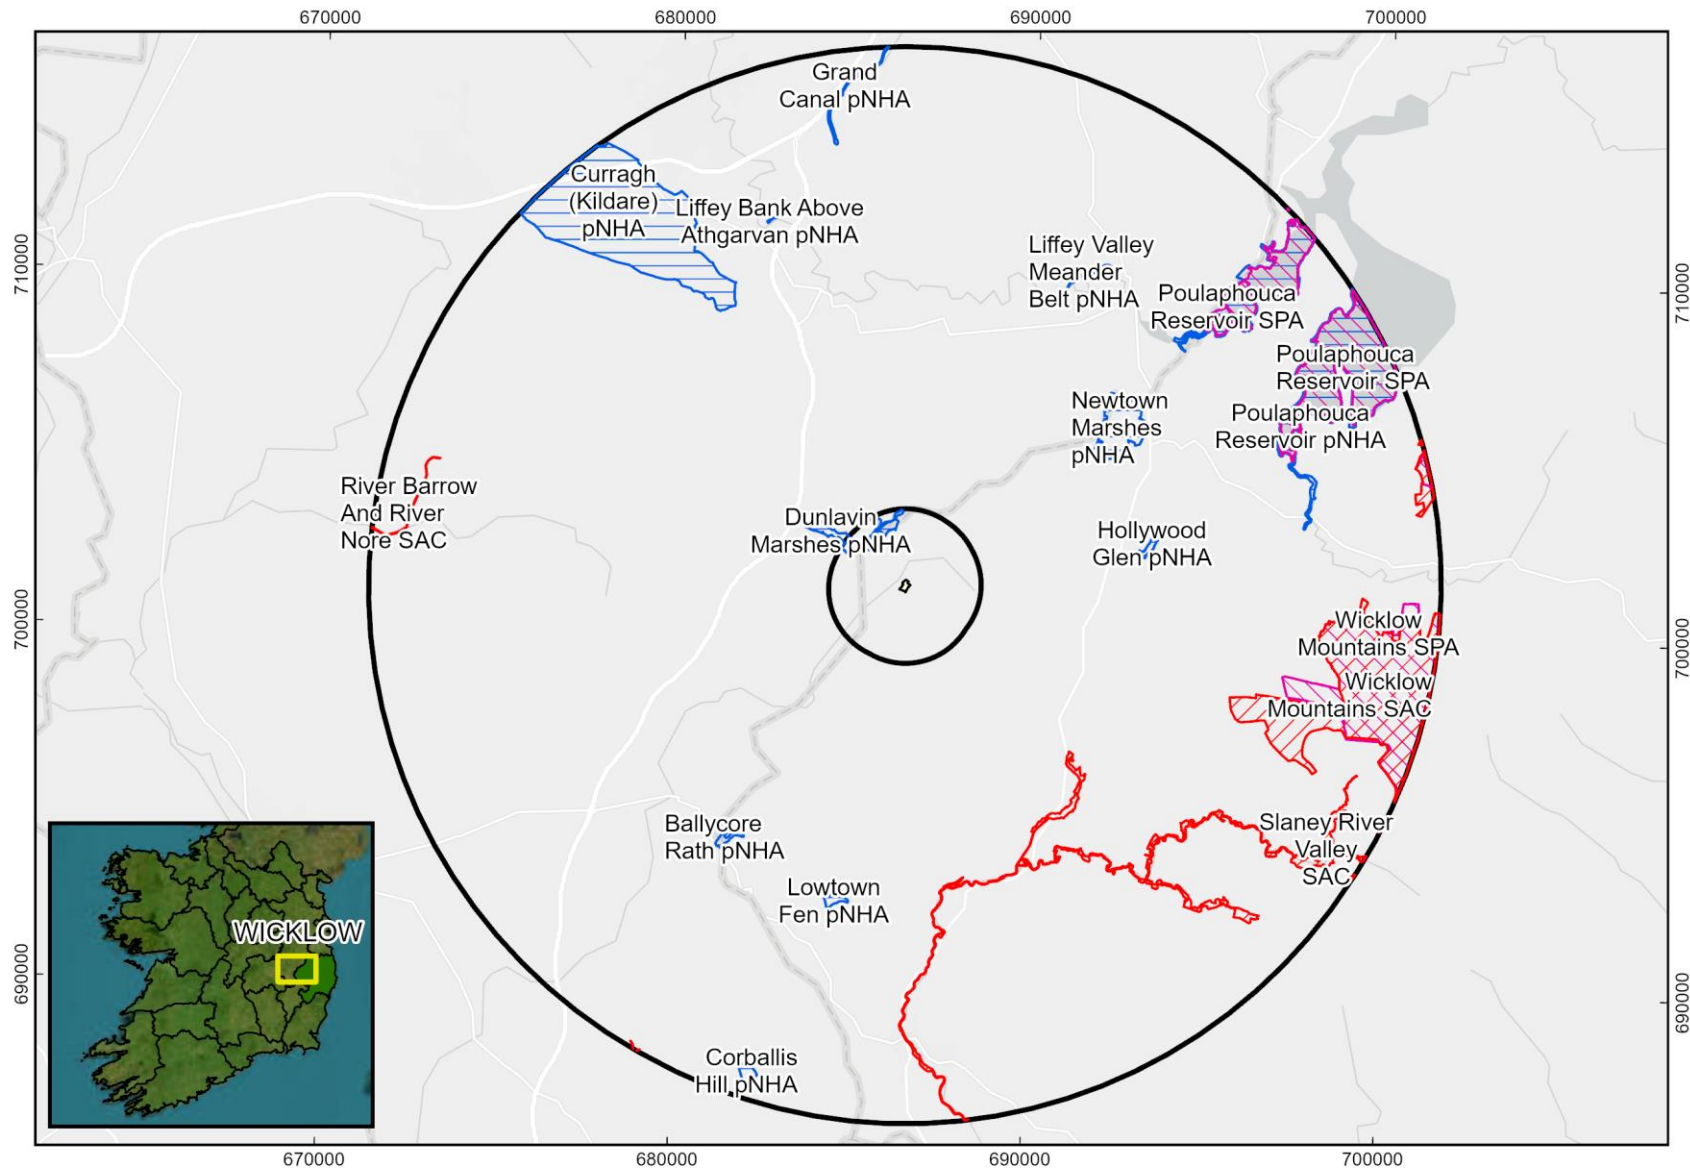 670000
680000
690000
700000
Grand
Canal pNHA
Curragh
(Kildare)
pNHA
Liffey Bank Above
Athgarvan pNHA
710000
Liffey Valley
Meander
Belt pNHA
Poulaphouca
Reservoir SPA
710000
Poulaphouca
Reservoir SPA
Newtown
Marshes
pNHA
Poulaphouca
Reservoir pNHA
River Barrow
And River
Nore SAC
Dunlavin
Marshes pNHA
Hollywood
Glen pNHA
700000
Wicklow
Mountains SPA
700000
Wicklow
Mountains SAC
Ballycore
Rath pNHA
Slaney River
Valley
SAC
Lowtown
Fen pNHA
WICKLOW
690000
690000
Corballis
Hill pNHA
670000
680000
690000
700000